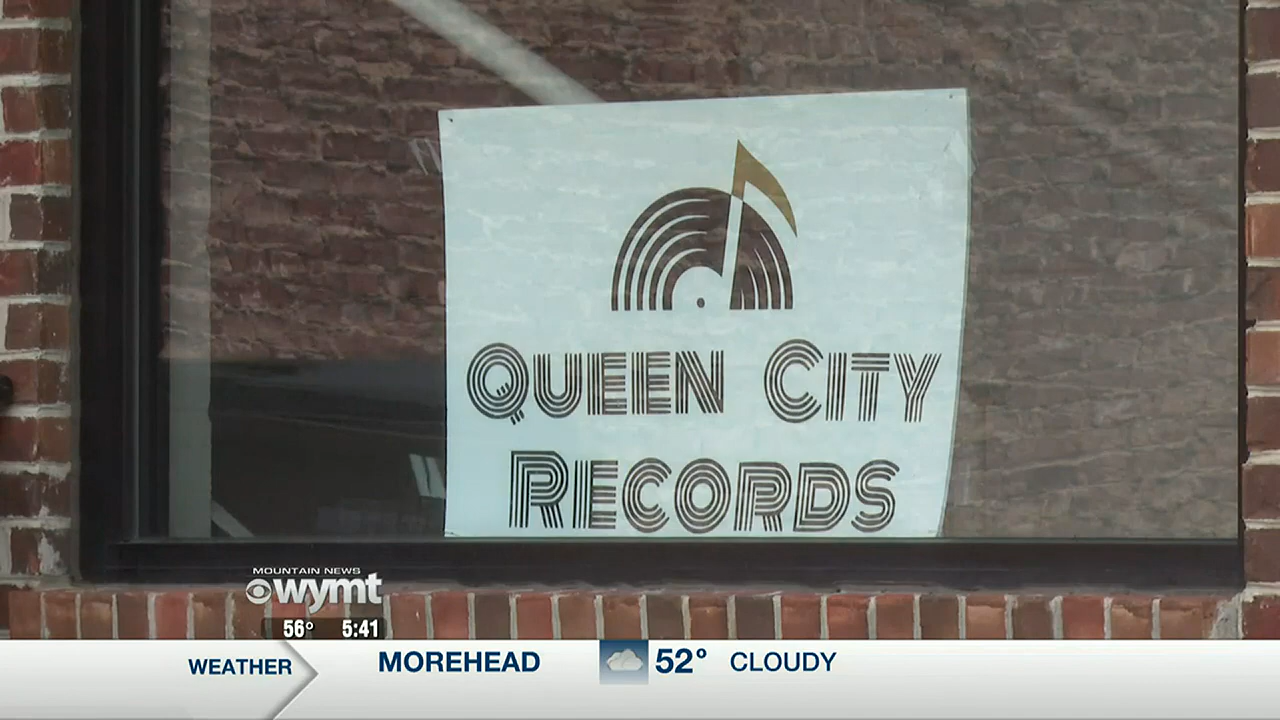 QUEEN CITY
RECORDS
MOUNTAIN NEWS
wymt
56° 5:41
WEATHER MOREHEAD 52° CLOUDY